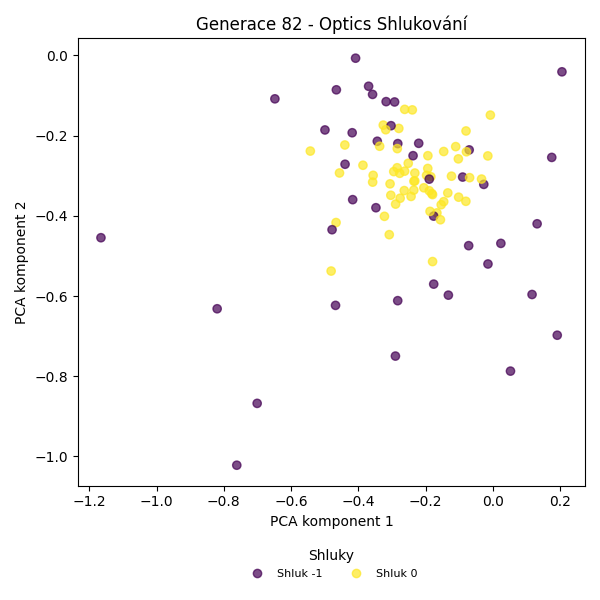 Generace 82 - Optics Shlukování
PCA komponent 2
0.0
−0.2
−0.4
−0.6
−0.8
−1.0
−1.2 −1.0 −0.8 −0.6 −0.4 −0.2 0.0 0.2
PCA komponent 1
Shluky
Shluk -1 Shluk 0